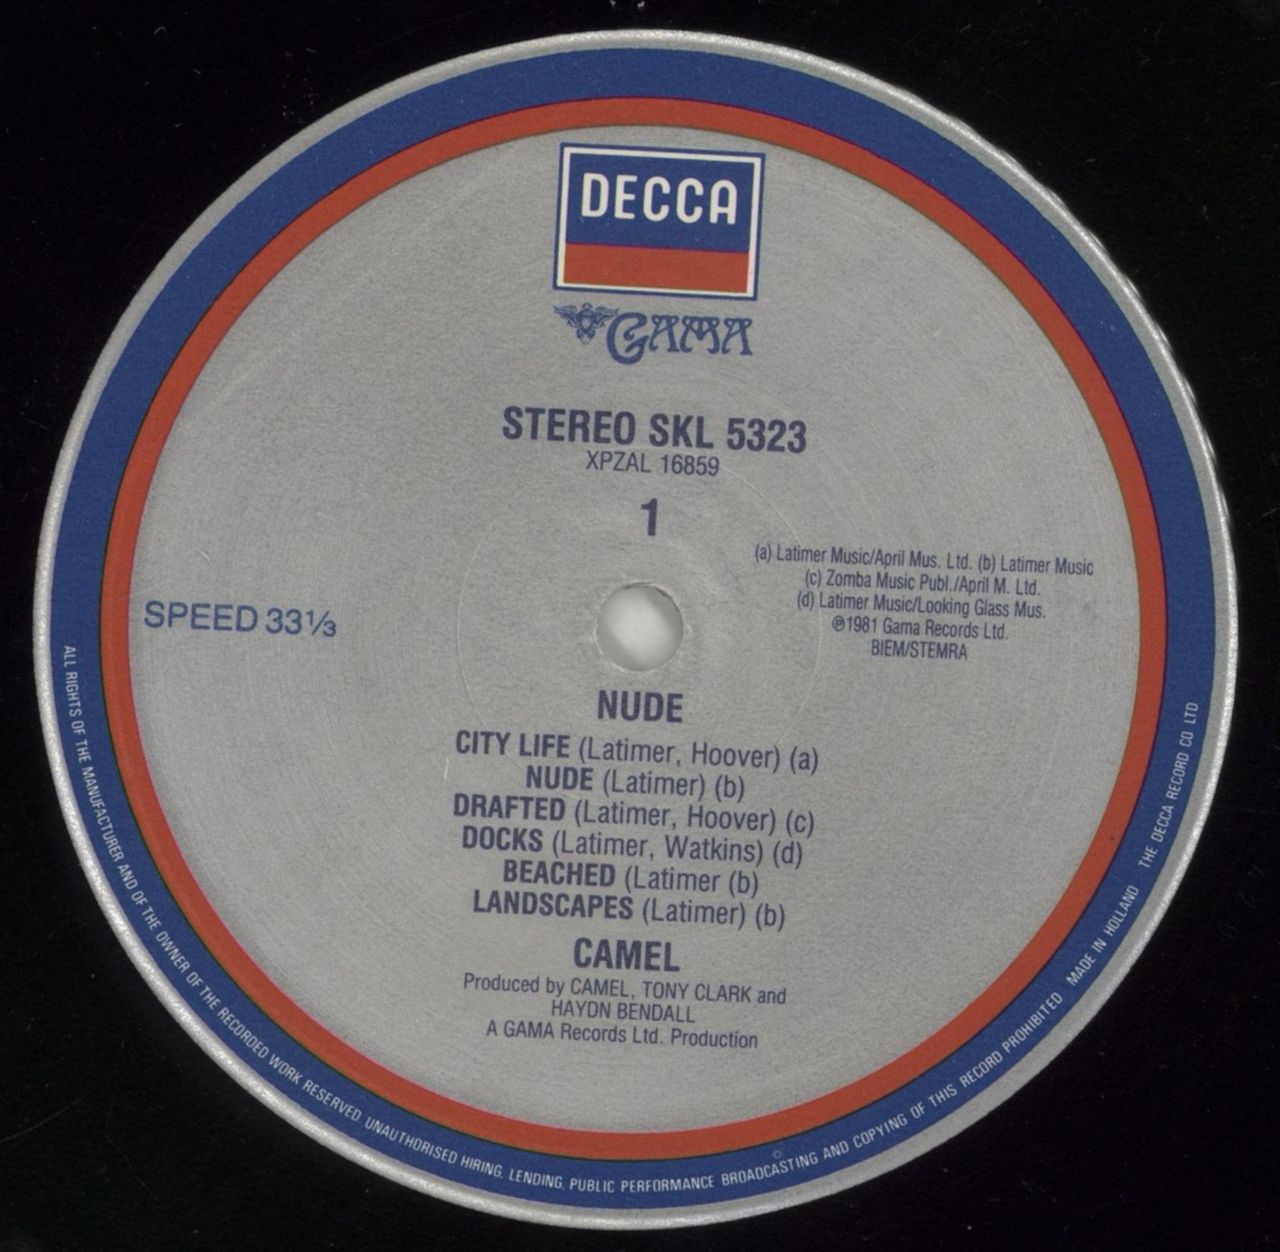 DECCA
GAMA
STEREO SKL 5323
XPZAL 16859
1
(a) Latimer Music/April Mus. Ltd. (b) Latimer Music
(c) Zomba Music Publ./April M. Ltd.
(d) Latimer Music/Looking Glass Mus.
℗1981 Gama Records Ltd.
BIEM/STEMRA
SPEED 33⅓
NUDE
CITY LIFE (Latimer, Hoover) (a)
NUDE (Latimer) (b)
DRAFTED (Latimer, Hoover) (c)
DOCKS (Latimer, Watkins) (d)
BEACHED (Latimer (b)
LANDSCAPES (Latimer) (b)
CAMEL
Produced by CAMEL, TONY CLARK and
HAYDN BENDALL
A GAMA Records Ltd. Production
ALL RIGHTS OF THE MANUFACTURER AND OF THE OWNER OF THE RECORDED WORK RESERVED. UNAUTHORISED HIRING, LENDING, PUBLIC PERFORMANCE BROADCASTING AND COPYING OF THIS RECORD PROHIBITED MADE IN HOLLAND THE DECCA RECORD CO LTD